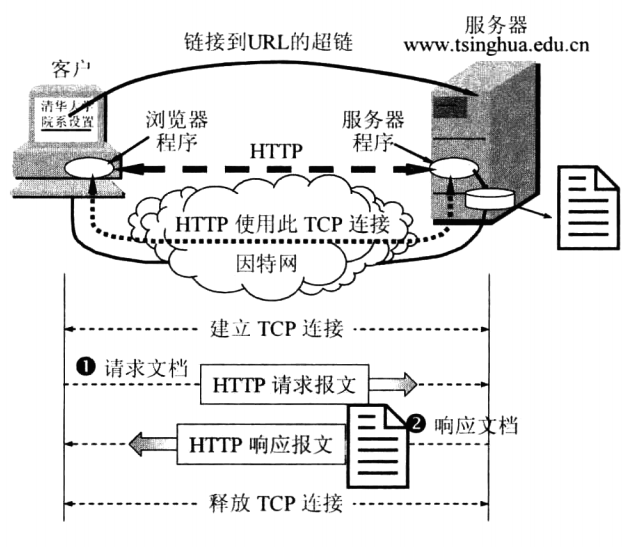 链接到URL的超链
服务器
www.tsinghua.edu.cn
客户
清华大学
院系设置
浏览器
程序
服务器
程序
HTTP
HTTP 使用此 TCP 连接
因特网
建立 TCP 连接
❶ 请求文档
HTTP 请求报文
❷ 响应文档
HTTP 响应报文
释放 TCP 连接